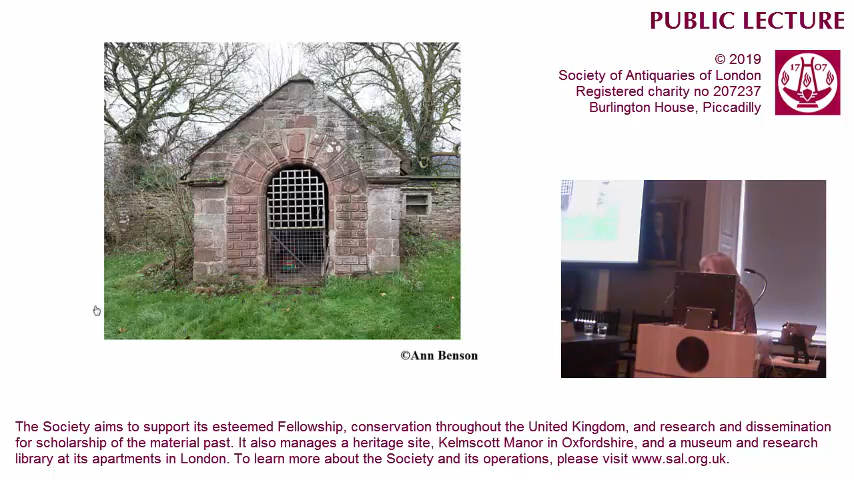 PUBLIC LECTURE
© 2019
Society of Antiquaries of London
Registered charity no 207237
Burlington House, Piccadilly
17 07
©Ann Benson
The Society aims to support its esteemed Fellowship, conservation throughout the United Kingdom, and research and dissemination
for scholarship of the material past. It also manages a heritage site, Kelmscott Manor in Oxfordshire, and a museum and research
library at its apartments in London. To learn more about the Society and its operations, please visit www.sal.org.uk.